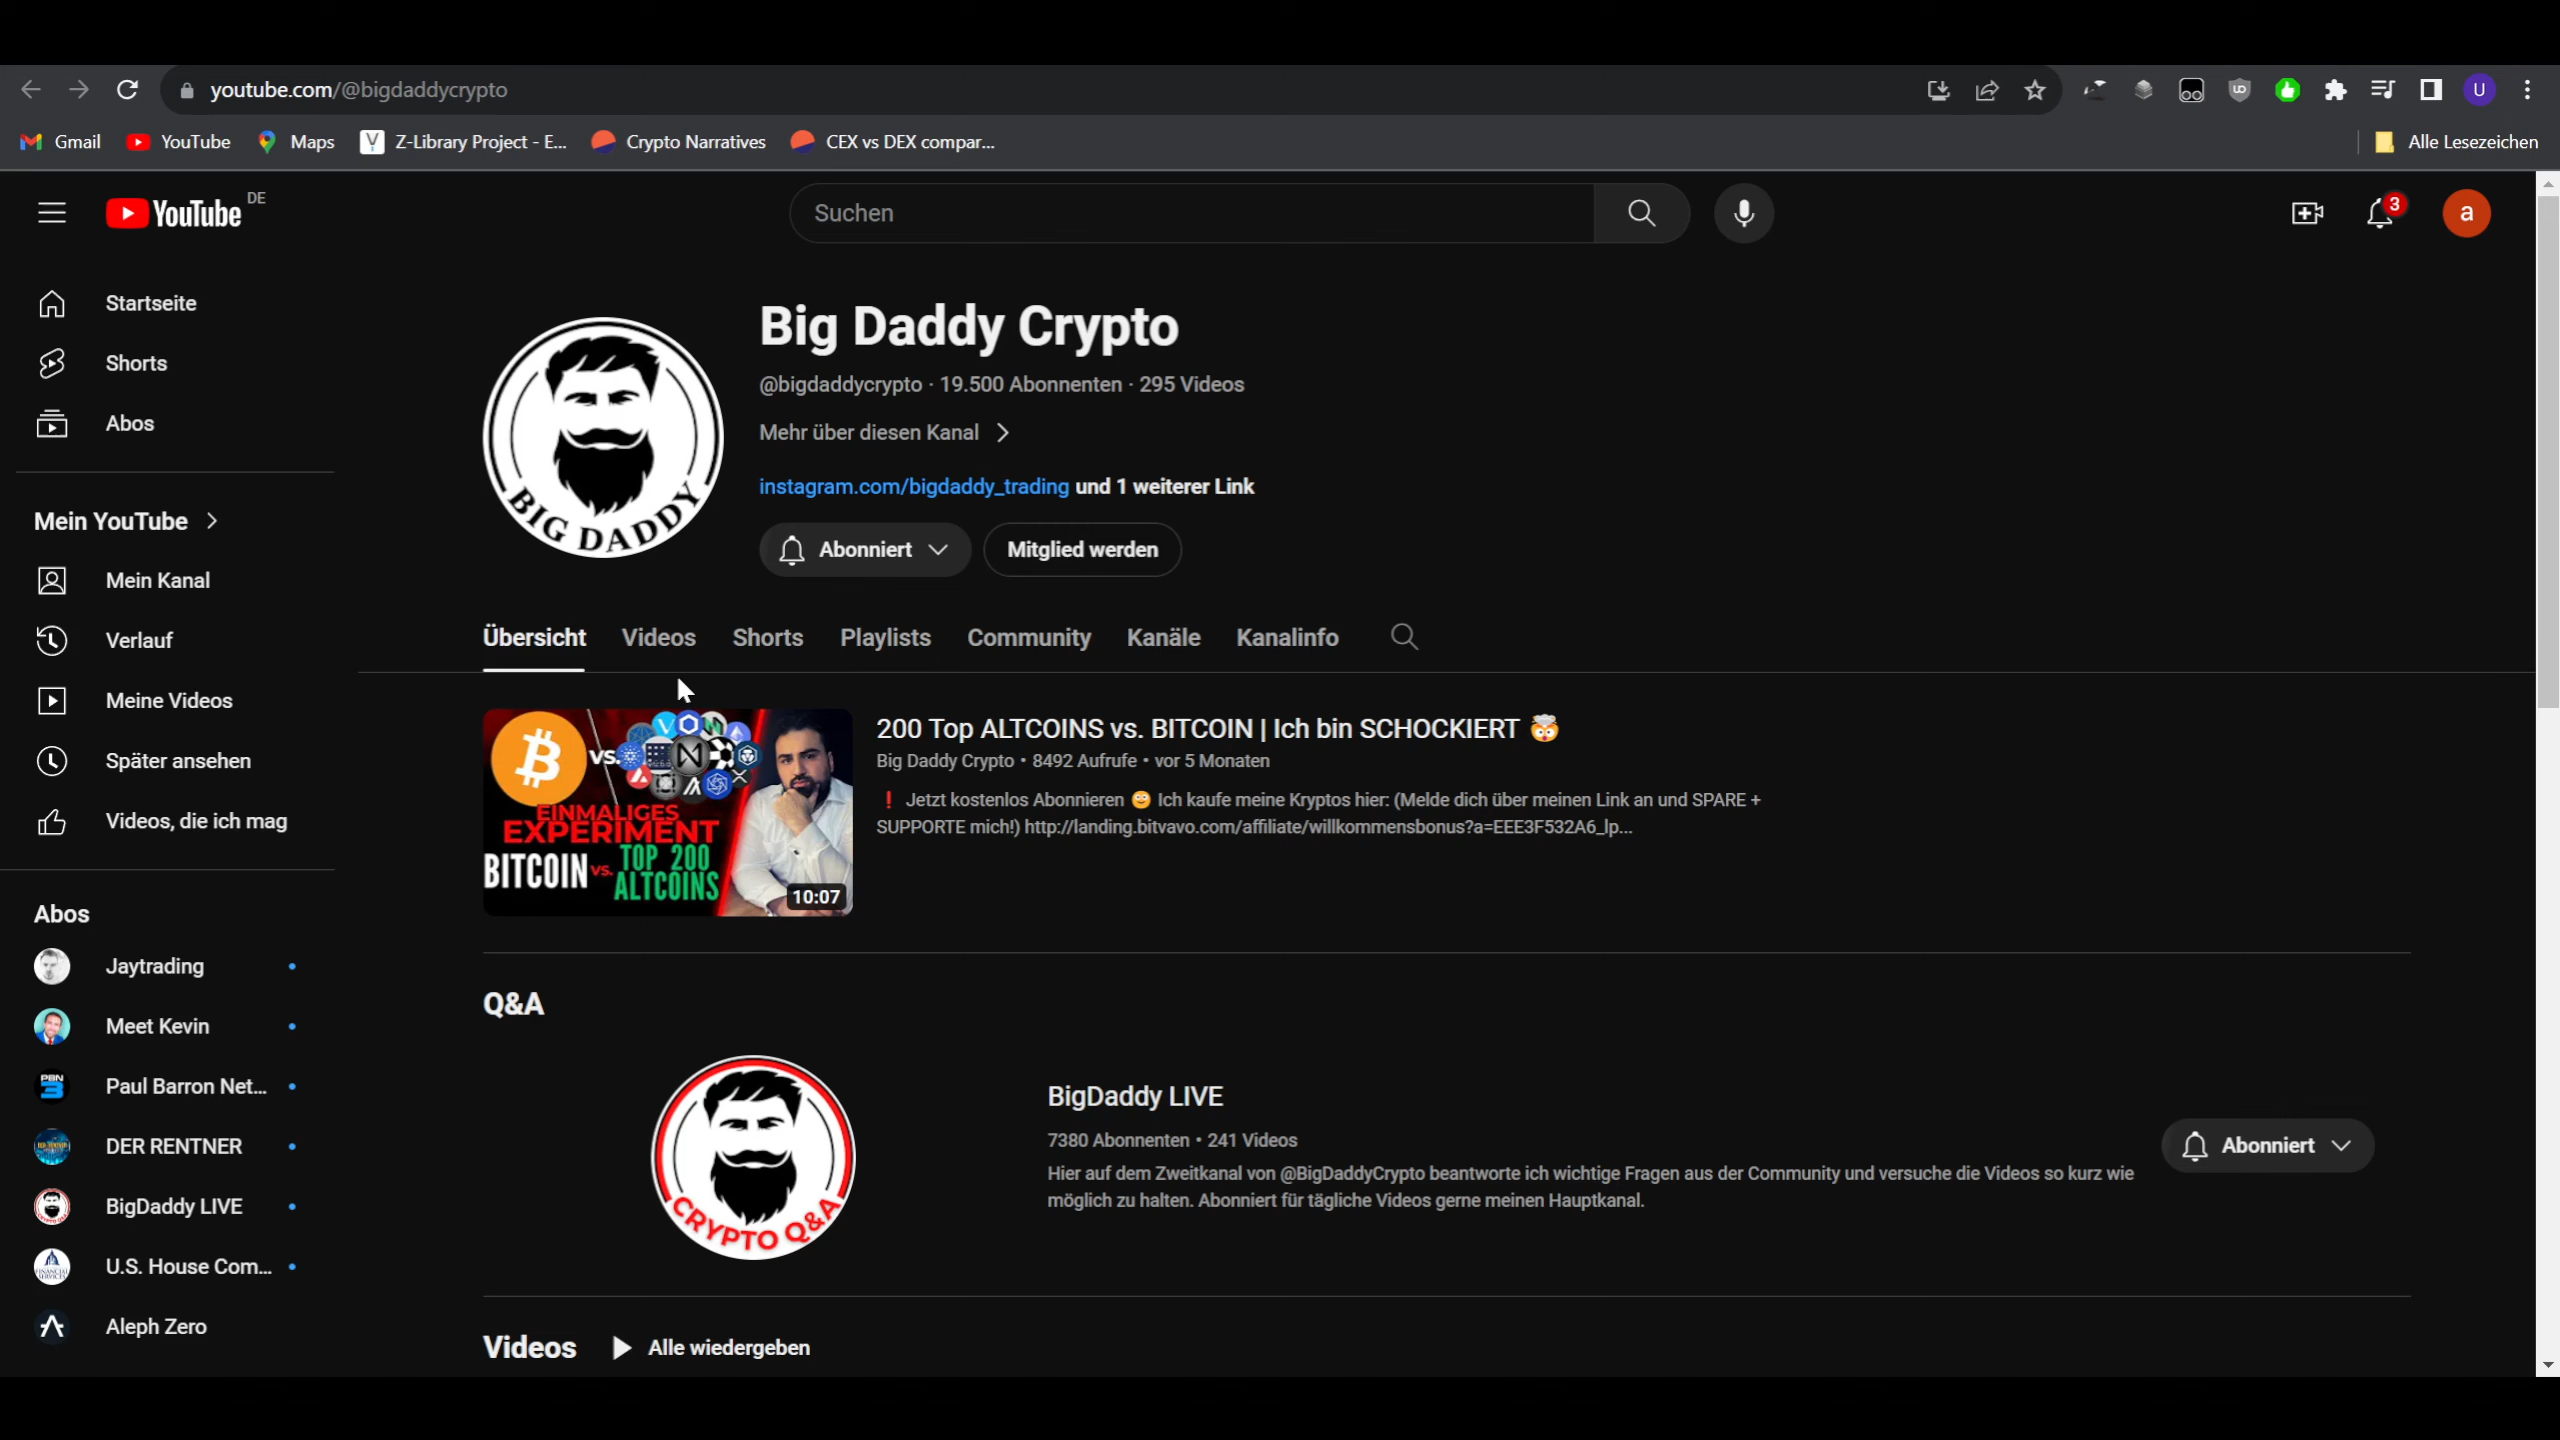 youtube.com/@bigdaddycrypto
U
Gmail YouTube Maps Z-Library Project - E... Crypto Narratives CEX vs DEX compar... Alle Lesezeichen
YouTube DE
Suchen
3
a
Startseite
Shorts
Abos
Mein YouTube
Mein Kanal
Verlauf
Meine Videos
Später ansehen
Videos, die ich mag
Abos
Jaytrading
Meet Kevin
Paul Barron Net...
DER RENTNER
BigDaddy LIVE
U.S. House Com...
Aleph Zero
BIG DADDY
Big Daddy Crypto
@bigdaddycrypto · 19.500 Abonnenten · 295 Videos
Mehr über diesen Kanal
instagram.com/bigdaddy_trading und 1 weiterer Link
Abonniert Mitglied werden
Übersicht Videos Shorts Playlists Community Kanäle Kanalinfo
VS.
EINMALIGES
EXPERIMENT
BITCOIN vs. TOP 200
ALTCOINS
10:07
200 Top ALTCOINS vs. BITCOIN | Ich bin SCHOCKIERT 🤯
Big Daddy Crypto • 8492 Aufrufe • vor 5 Monaten
❗ Jetzt kostenlos Abonnieren 😊 Ich kaufe meine Kryptos hier: (Melde dich über meinen Link an und SPARE +
SUPPORTE mich!) http://landing.bitvavo.com/affiliate/willkommensbonus?a=EEE3F532A6_lp...
Q&A
CRYPTO Q&A
BigDaddy LIVE
7380 Abonnenten • 241 Videos
Hier auf dem Zweitkanal von @BigDaddyCrypto beantworte ich wichtige Fragen aus der Community und versuche die Videos so kurz wie
möglich zu halten. Abonniert für tägliche Videos gerne meinen Hauptkanal.
Abonniert
Videos Alle wiedergeben